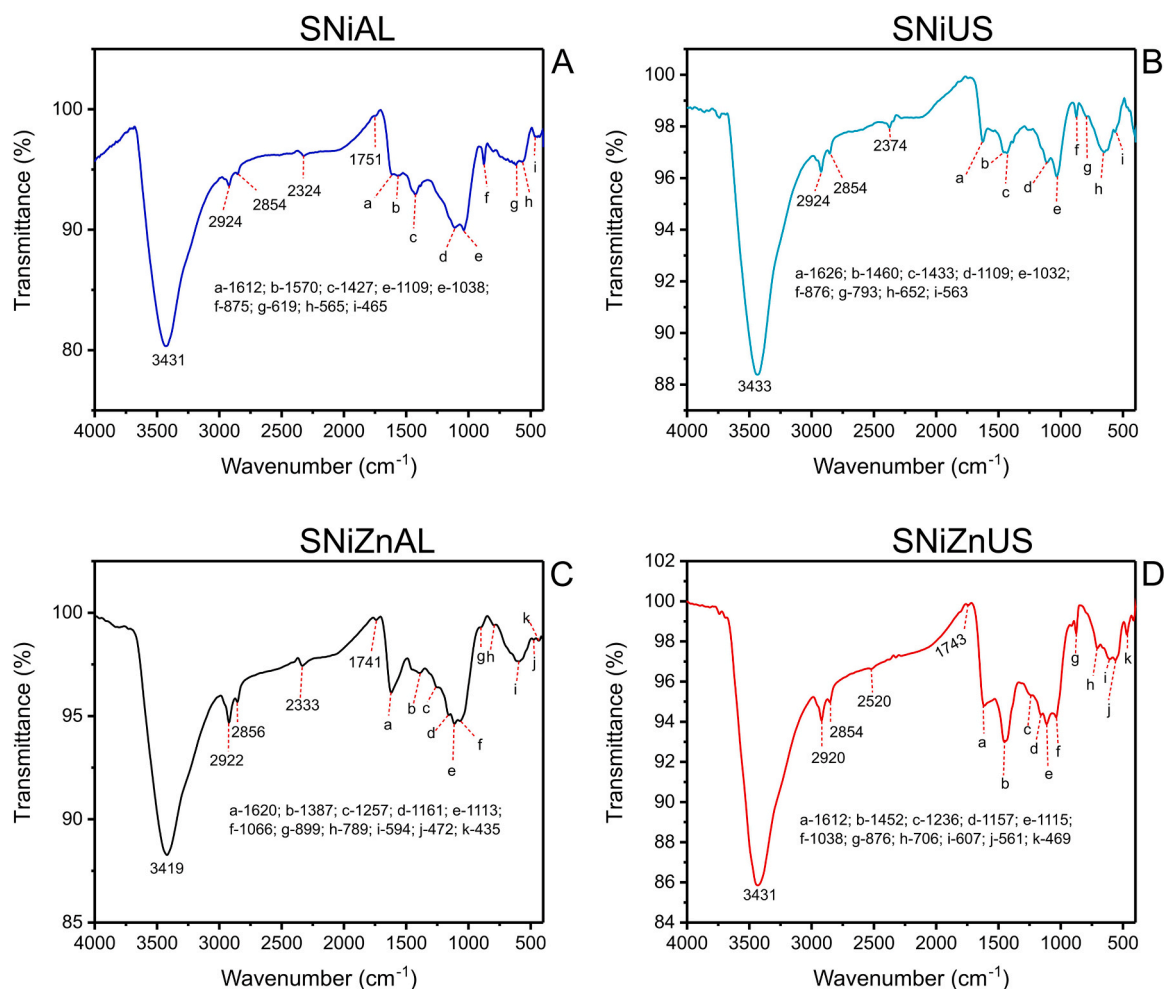 SNiAL
A
Transmittance (%)
100
90
80
3431
2924
2854
2324
1751
a
b
c
d
e
f
g
h
i
a-1612; b-1570; c-1427; e-1109; e-1038;
f-875; g-619; h-565; i-465
4000 3500 3000 2500 2000 1500 1000 500
Wavenumber (cm-1)
SNiUS
B
Transmittance (%)
100
98
96
94
92
90
88
3433
2924
2854
2374
a
b
c
d
e
f
g
h
i
a-1626; b-1460; c-1433; d-1109; e-1032;
f-876; g-793; h-652; i-563
4000 3500 3000 2500 2000 1500 1000 500
Wavenumber (cm-1)
SNiZnAL
C
Transmittance (%)
100
95
90
85
3419
2922
2856
2333
1741
a
b
c
d
e
f
g
h
i
j
k
a-1620; b-1387; c-1257; d-1161; e-1113;
f-1066; g-899; h-789; i-594; j-472; k-435
4000 3500 3000 2500 2000 1500 1000 500
Wavenumber (cm-1)
SNiZnUS
D
Transmittance (%)
102
100
98
96
94
92
90
88
86
84
3431
2920
2854
2520
1743
a
b
c
d
e
f
g
h
i
j
k
a-1612; b-1452; c-1236; d-1157; e-1115;
f-1038; g-876; h-706; i-607; j-561; k-469
4000 3500 3000 2500 2000 1500 1000 500
Wavenumber (cm-1)